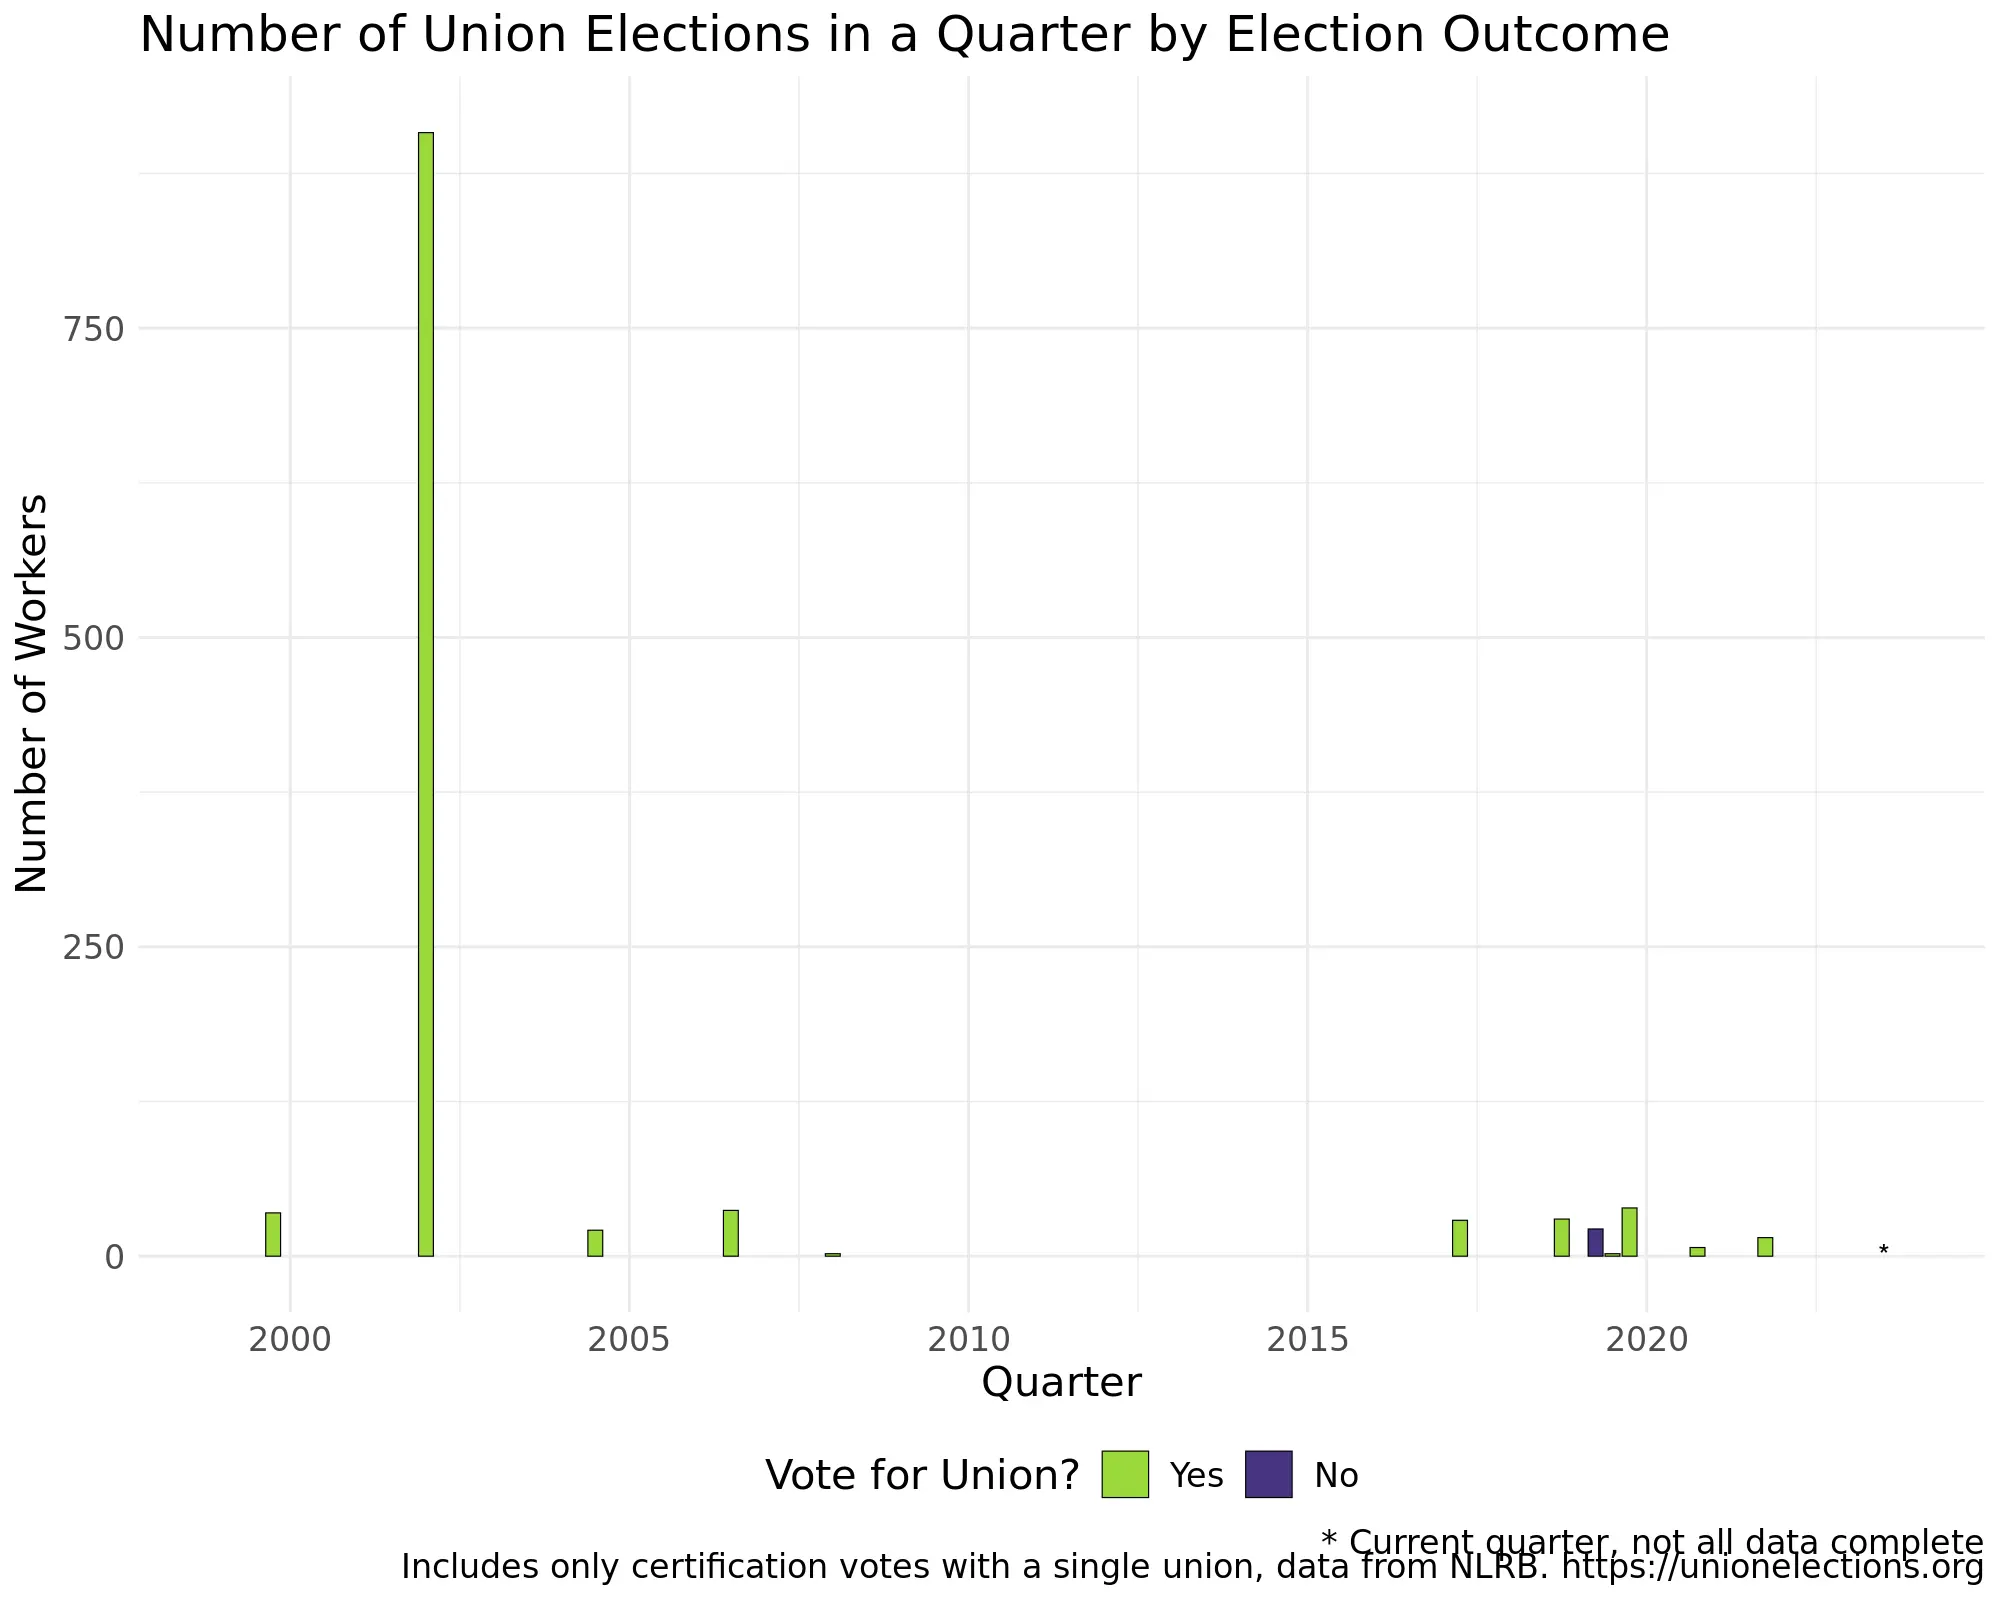 Number of Union Elections in a Quarter by Election Outcome
Number of Workers
750
500
250
0
*
2000 2005 2010 2015 2020
Quarter
Vote for Union? Yes No
* Current quarter, not all data complete
Includes only certification votes with a single union, data from NLRB. https://unionelections.org